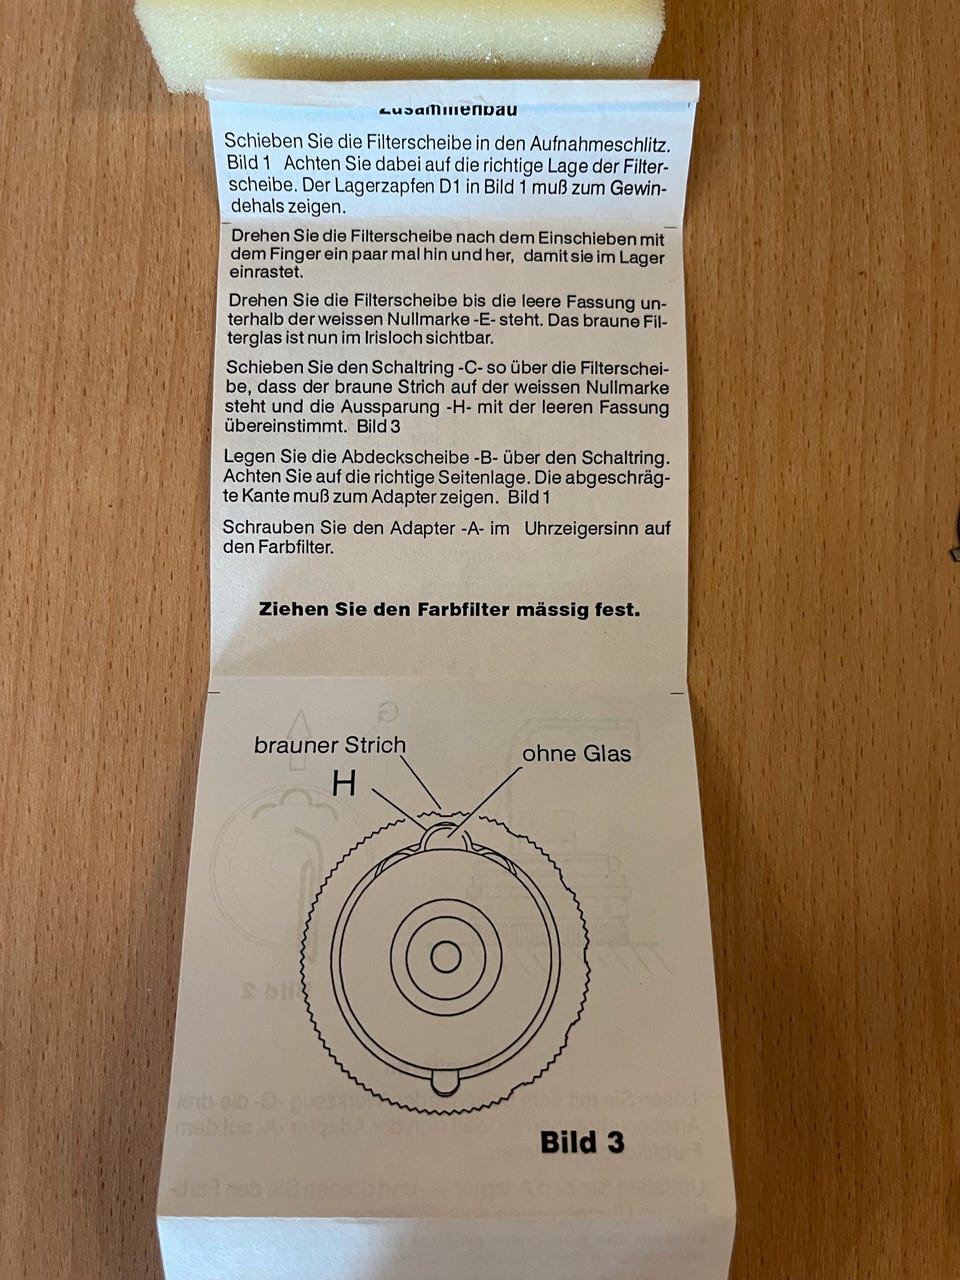 Zusammenbau
Schieben Sie die Filterscheibe in den Aufnahmeschlitz.
Bild 1 Achten Sie dabei auf die richtige Lage der Filter-
scheibe. Der Lagerzapfen D1 in Bild 1 muß zum Gewin-
dehals zeigen.
Drehen Sie die Filterscheibe nach dem Einschieben mit
dem Finger ein paar mal hin und her, damit sie im Lager
einrastet.
Drehen Sie die Filterscheibe bis die leere Fassung un-
terhalb der weissen Nullmarke -E- steht. Das braune Fil-
terglas ist nun im Irisloch sichtbar.
Schieben Sie den Schaltring -C- so über die Filterschei-
be, dass der braune Strich auf der weissen Nullmarke
steht und die Aussparung -H- mit der leeren Fassung
übereinstimmt. Bild 3
Legen Sie die Abdeckscheibe -B- über den Schaltring.
Achten Sie auf die richtige Seitenlage. Die abgeschräg-
te Kante muß zum Adapter zeigen. Bild 1
Schrauben Sie den Adapter -A- im Uhrzeigersinn auf
den Farbfilter.
Ziehen Sie den Farbfilter mässig fest.
G
brauner Strich
ohne Glas
H
Bild 2
Bild 3